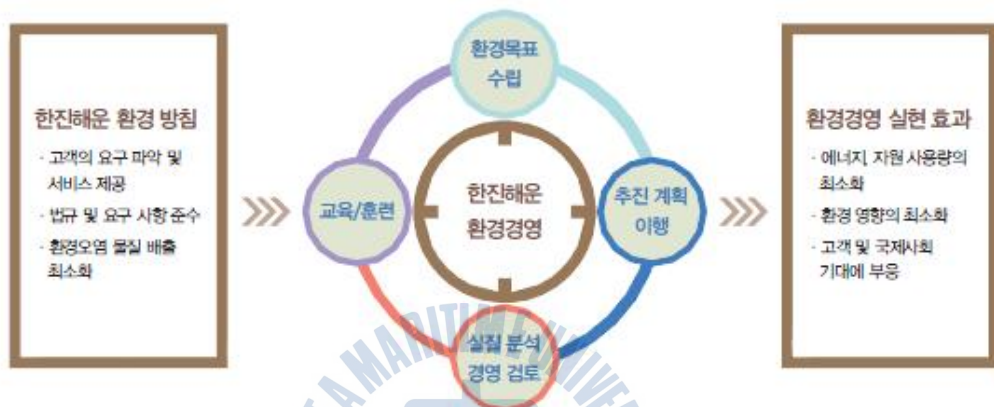 한진해운 환경 방침
· 고객의 요구 파악 및
서비스 제공
· 법규 및 요구 사항 준수
· 환경오염 물질 배출
최소화
환경목표
수립
교육/훈련
한진해운
환경경영
추진 계획
이행
실질 분석
경영 검토
환경경영 실현 효과
· 에너지, 자원 사용량의
최소화
· 환경 영향의 최소화
· 고객 및 국제사회
기대에 부응
A MARITIM
UNIVE